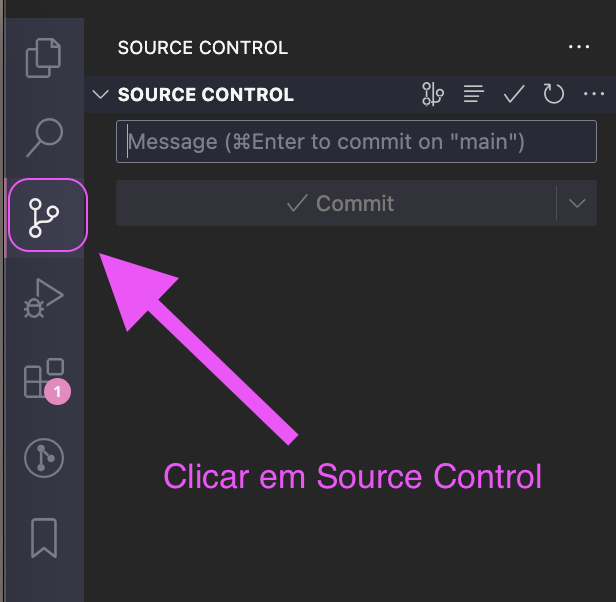 SOURCE CONTROL
SOURCE CONTROL
Message (⌘Enter to commit on "main")
Commit
1
Clicar em Source Control